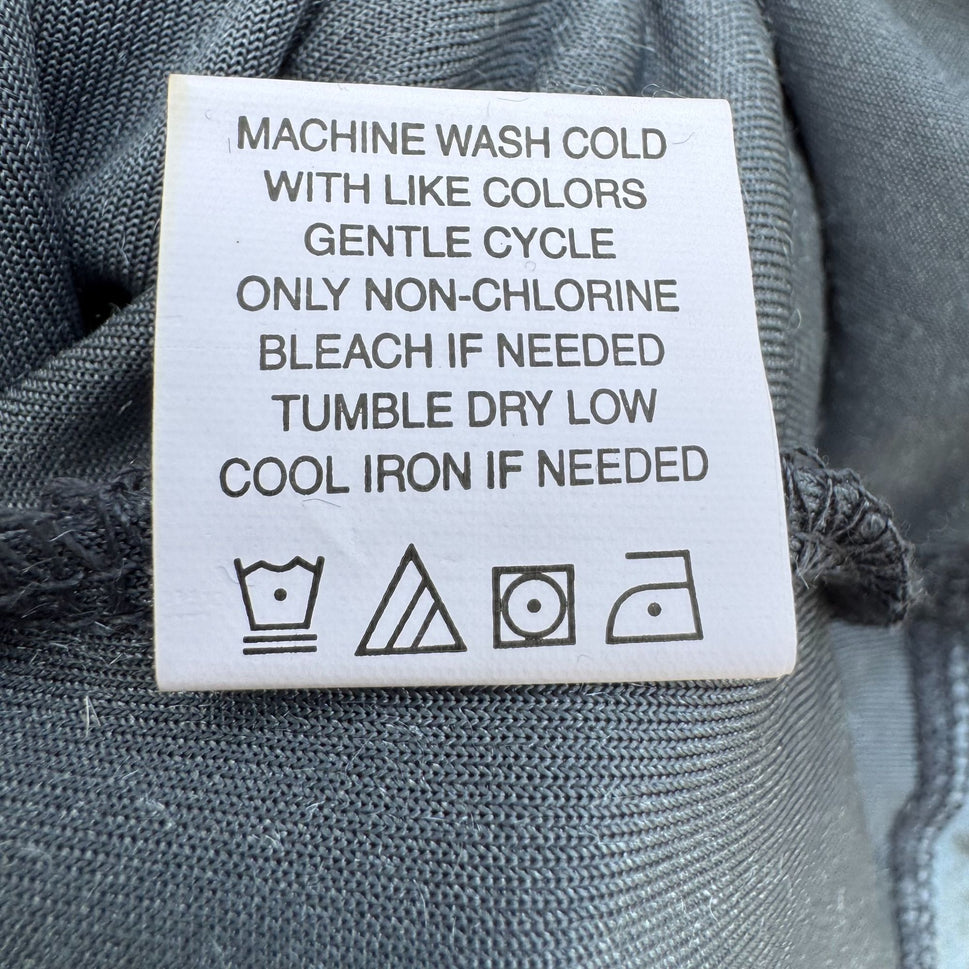 MACHINE WASH COLD
WITH LIKE COLORS
GENTLE CYCLE
ONLY NON-CHLORINE
BLEACH IF NEEDED
TUMBLE DRY LOW
COOL IRON IF NEEDED